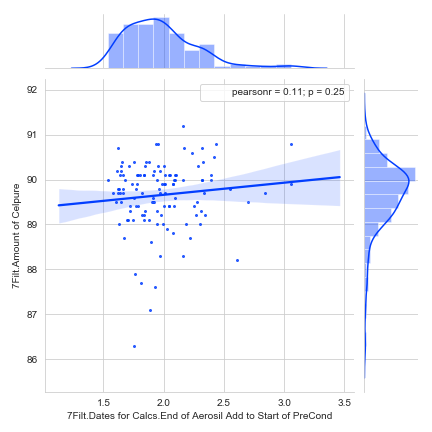 pearsonr = 0.11; p = 0.25
92
91
90
89
88
87
86
7Filt.Amount of Celpure
1.5 2.0 2.5 3.0 3.5
7Filt.Dates for Calcs.End of Aerosil Add to Start of PreCond